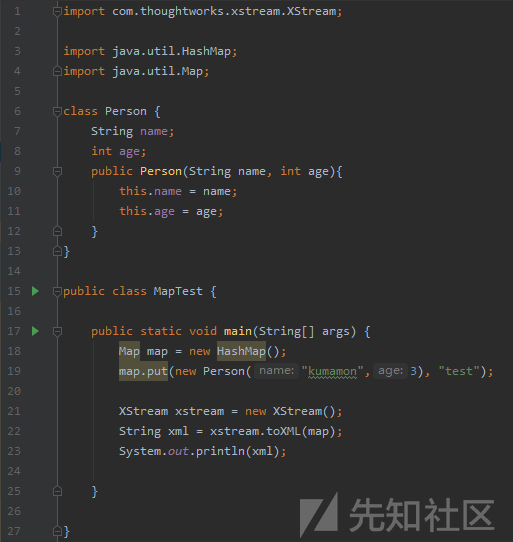 1 import com.thoughtworks.xstream.XStream;
2
3 import java.util.HashMap;
4 import java.util.Map;
5
6 class Person {
7 String name;
8 int age;
9 public Person(String name, int age){
10 this.name = name;
11 this.age = age;
12 }
13 }
14
15 public class MapTest {
16
17 public static void main(String[] args) {
18 Map map = new HashMap();
19 map.put(new Person( name: "kumamon", age: 3), "test");
20
21 XStream xstream = new XStream();
22 String xml = xstream.toXML(map);
23 System.out.println(xml);
24
25 }
26
27 }
先知社区